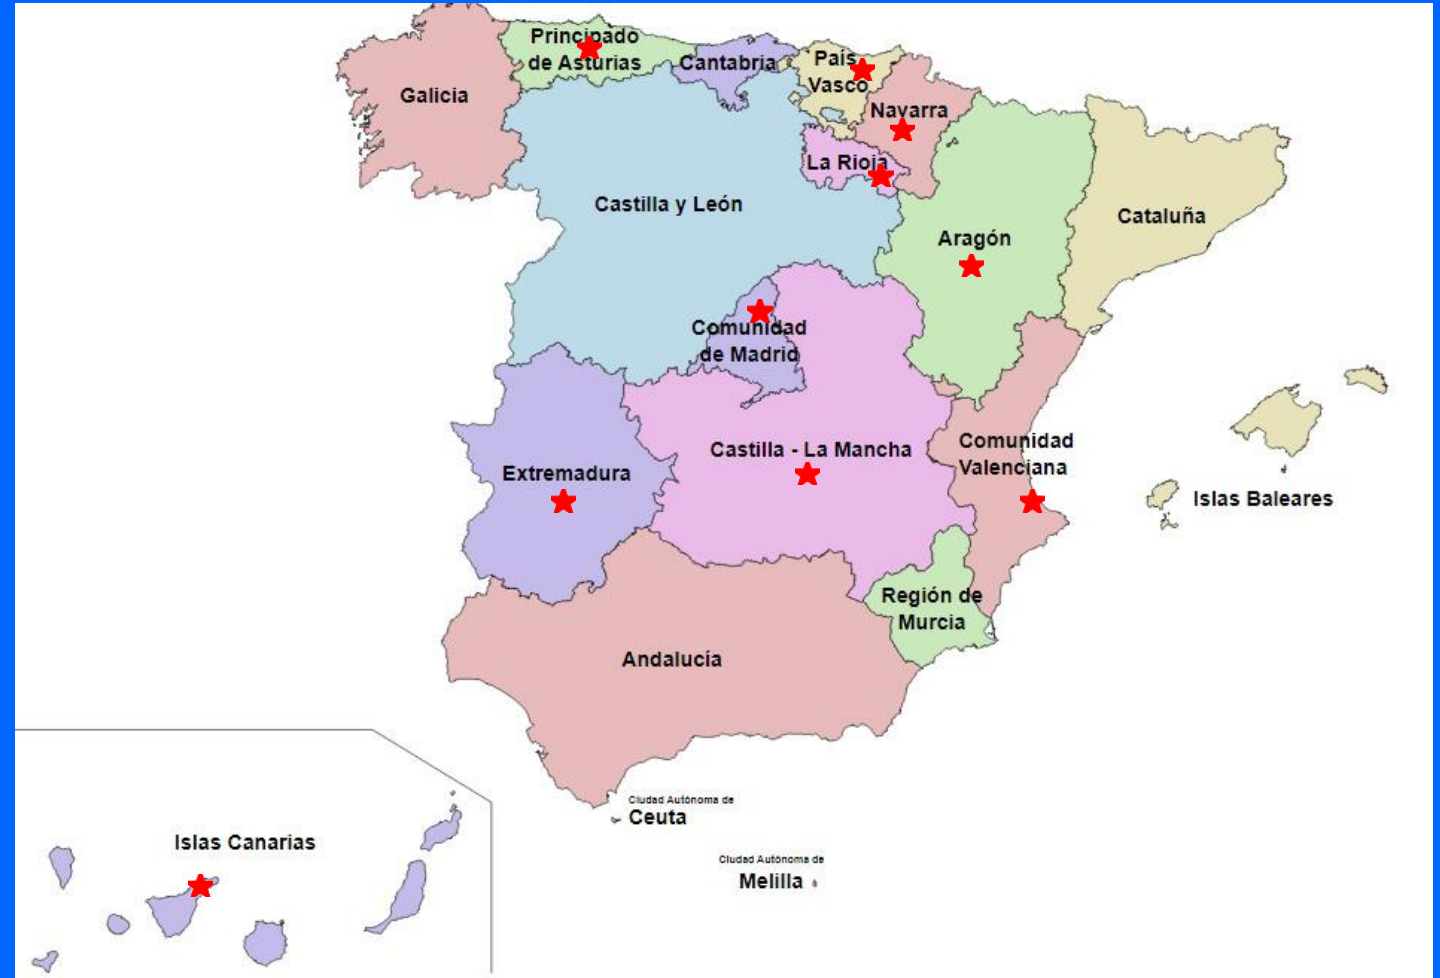 Principado
de Asturias
Cantabria
País
Vasco
Galicia
Navarra
La Rioja
Castilla y León
Cataluña
Aragón
Comunidad
de Madrid
Comunidad
Valenciana
Castilla - La Mancha
Extremadura
Islas Baleares
Región de
Murcia
Andalucía
Ciudad Autónoma de
Ceuta
Islas Canarias
Ciudad Autónoma de
Melilla